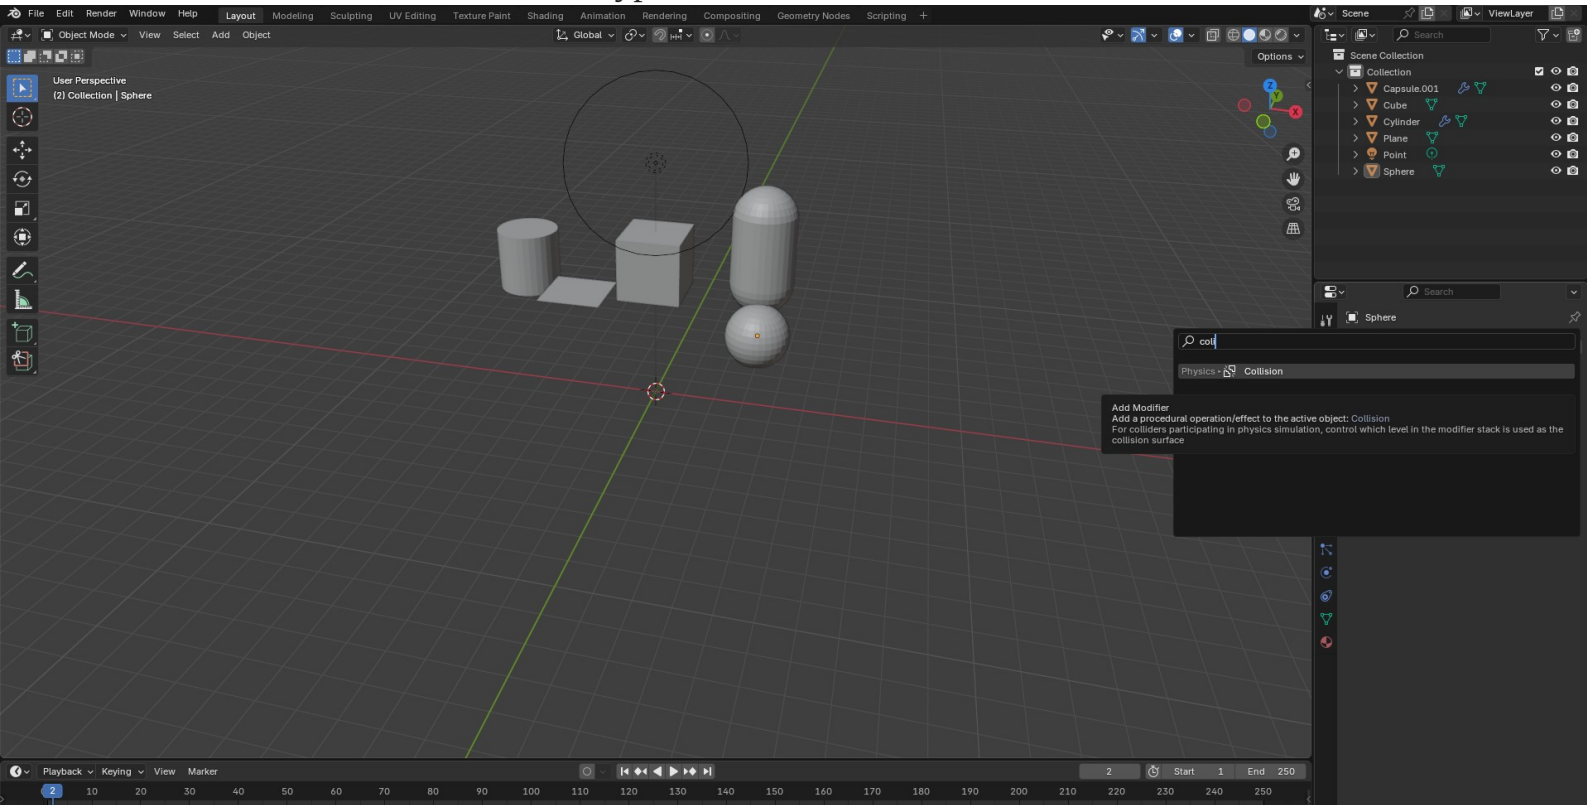 File Edit Render Window Help Layout Modeling Sculpting UV Editing Texture Paint Shading Animation Rendering Compositing Geometry Nodes Scripting + Scene ViewLayer
Object Mode View Select Add Object Global Search
Options
User Perspective
(2) Collection | Sphere
Scene Collection
Collection
Capsule.001
Cube
Cylinder
Plane
Point
Sphere
Z
Y
X
Search
Sphere
coli
Physics Collision
Add Modifier
Add a procedural operation/effect to the active object: Collision
For colliders participating in physics simulation, control which level in the modifier stack is used as the
collision surface
Playback Keying View Marker 2 Start 1 End 250
2 10 20 30 40 50 60 70 80 90 100 110 120 130 140 150 160 170 180 190 200 210 220 230 240 250